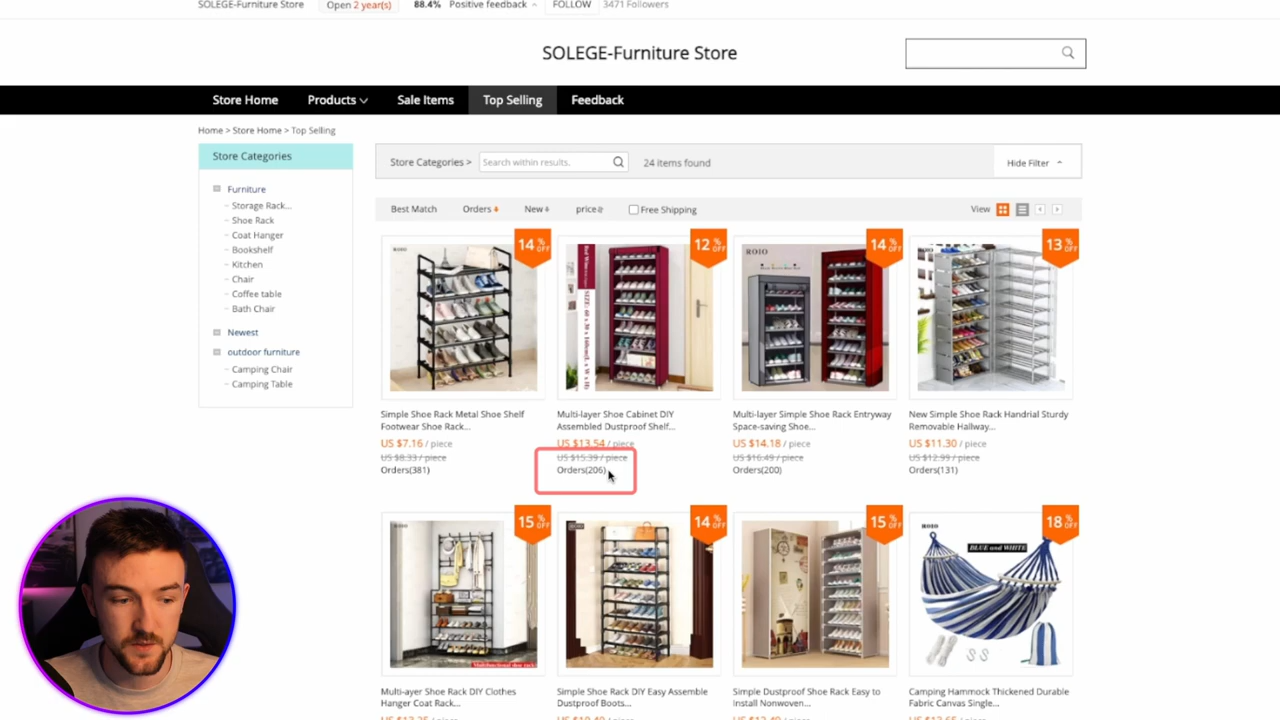 SOLEGE-Furniture Store Open 2 year(s) 88.4% Positive feedback FOLLOW 3471 Followers
SOLEGE-Furniture Store
Store Home Products Sale Items Top Selling Feedback
Home > Store Home > Top Selling
Store Categories
Furniture
Storage Rack...
Shoe Rack
Coat Hanger
Bookshelf
Kitchen
Chair
Coffee table
Bath Chair
Newest
outdoor furniture
Camping Chair
Camping Table
Store Categories > Search within results. 24 items found Hide Filter
Best Match Orders New price Free Shipping View
14 % OFF 12 % OFF 14 % OFF 13 % OFF
ROIO
Simple Shoe Rack Metal Shoe Shelf
Footwear Shoe Rack...
US $7.16 / piece
US $8.33 / piece
Orders(381)
Multi-layer Shoe Cabinet DIY
Assembled Dustproof Shelf...
US $13.54 / piece
US $15.39 / piece
Orders(206)
ROIO
Multi-layer Simple Shoe Rack Entryway
Space-saving Shoe...
US $14.18 / piece
US $16.49 / piece
Orders(200)
New Simple Shoe Rack Handrial Sturdy
Removable Hallway...
US $11.30 / piece
US $12.99 / piece
Orders(131)
15 % OFF 14 % OFF 15 % OFF 18 % OFF
ROIO
Multi-ayer Shoe Rack DIY Clothes
Hanger Coat Rack...
Simple Shoe Rack DIY Easy Assemble
Dustproof Boots...
Simple Dustproof Shoe Rack Easy to
Install Nonwoven...
ROIO
BLUE and WHITE
Camping Hammock Thickened Durable
Fabric Canvas Single...